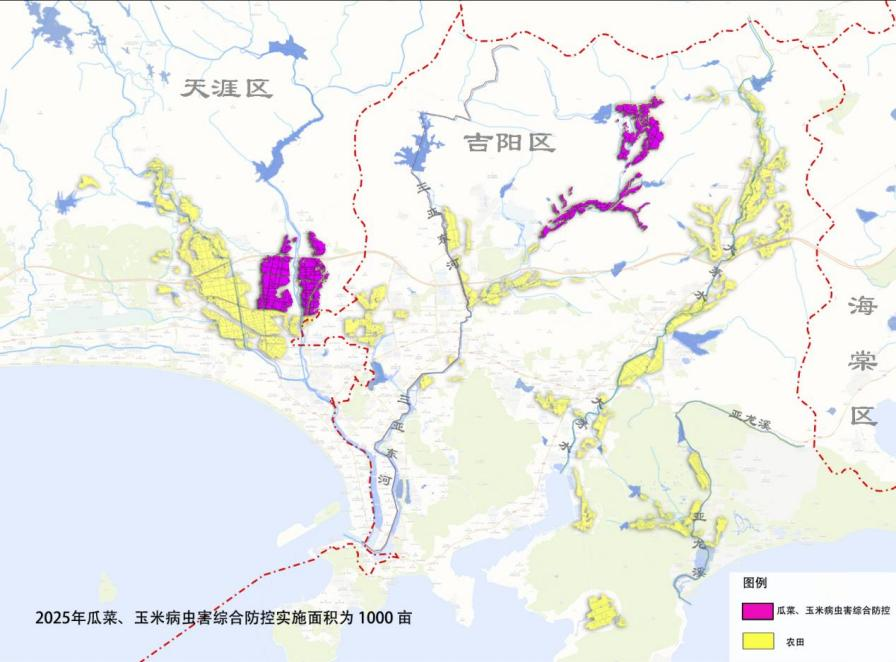 天涯区
吉阳区
三亚东河
大茅水
海棠区
三亚东河
大茅水
亚龙溪
亚龙溪
2025年瓜菜、玉米病虫害综合防控实施面积为 1000 亩
图例
瓜菜、玉米病虫害综合防控
农田